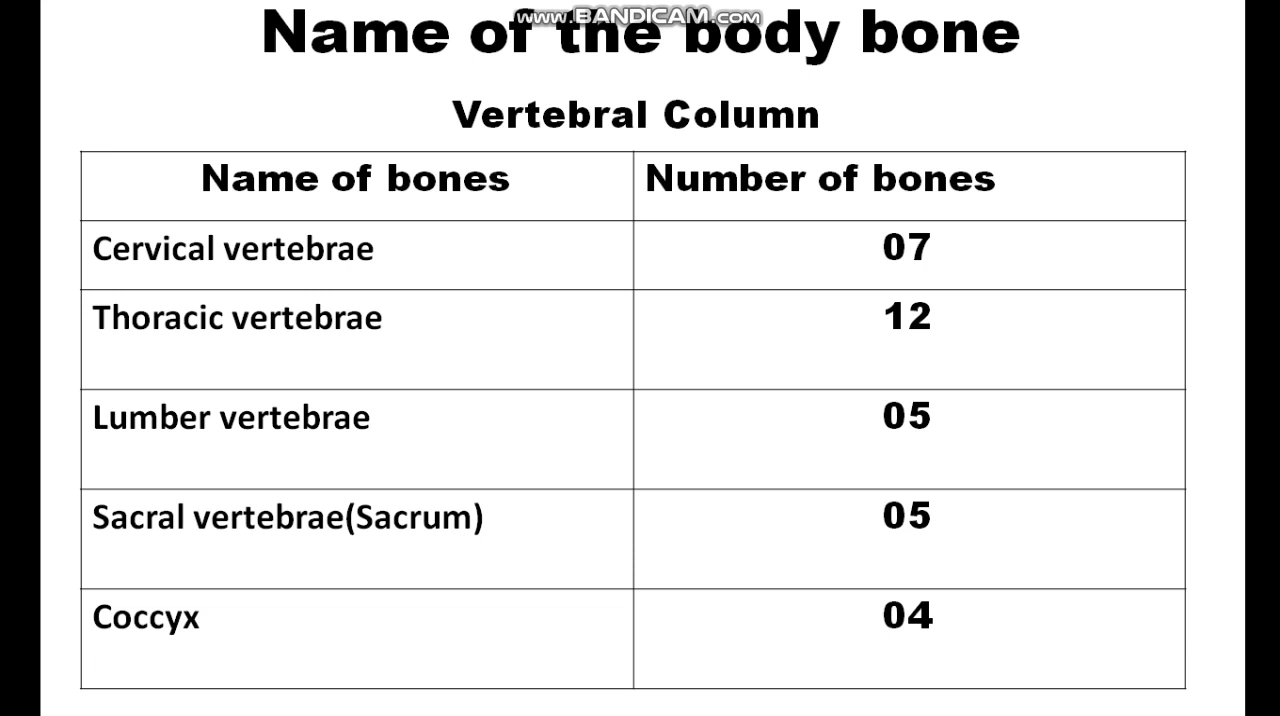 www.BANDICAM.com
Name of the body bone
Vertebral Column
Name of bones Number of bones
Cervical vertebrae 07
Thoracic vertebrae 12
Lumber vertebrae 05
Sacral vertebrae(Sacrum) 05
Coccyx 04